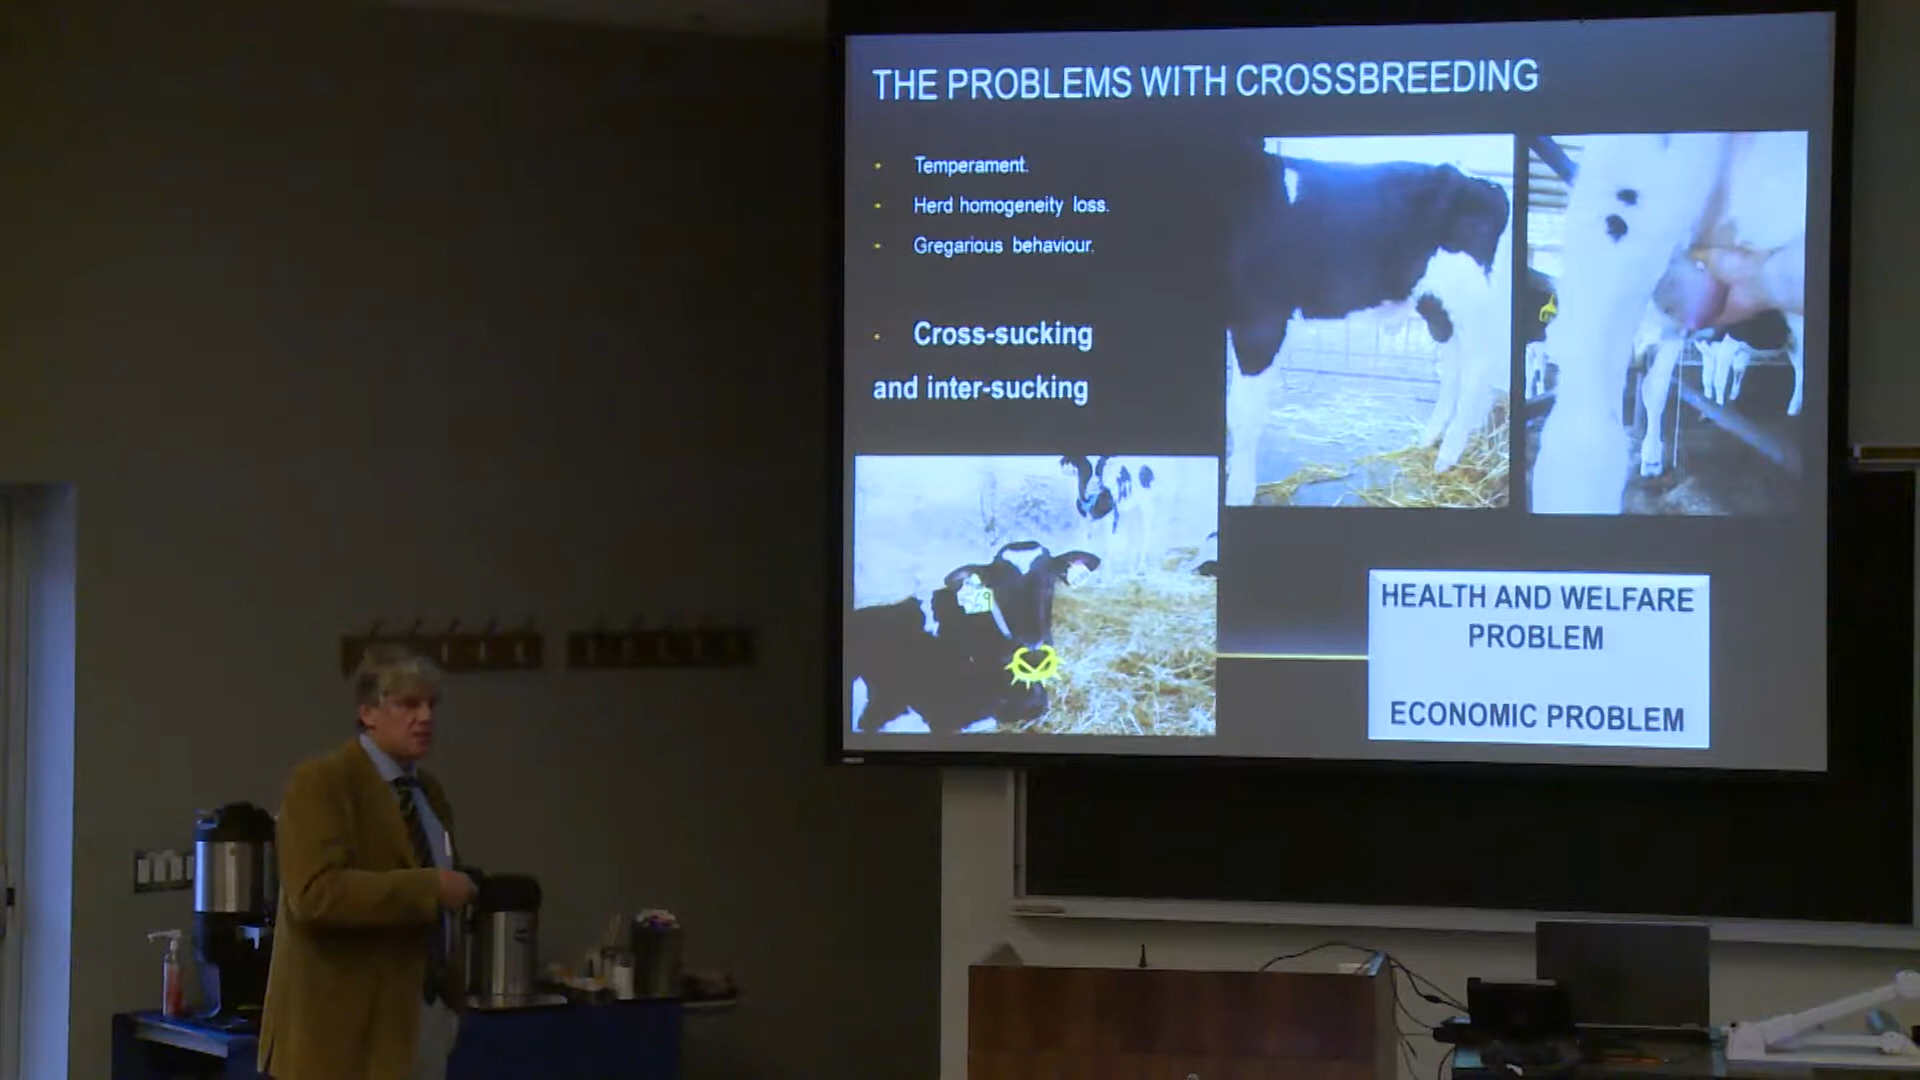 THE PROBLEMS WITH CROSSBREEDING
Temperament.
Herd homogeneity loss.
Gregarious behaviour.
Cross-sucking
and inter-sucking
HEALTH AND WELFARE
PROBLEM
ECONOMIC PROBLEM